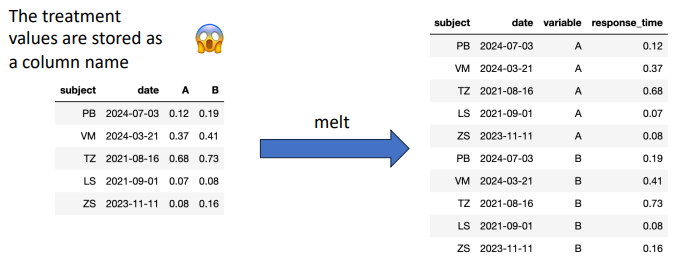 The treatment
values are stored as
a column name
subject date A B
PB 2024-07-03 0.12 0.19
VM 2024-03-21 0.37 0.41
TZ 2021-08-16 0.68 0.73
LS 2021-09-01 0.07 0.08
ZS 2023-11-11 0.08 0.16
melt
subject date variable response_time
PB 2024-07-03 A 0.12
VM 2024-03-21 A 0.37
TZ 2021-08-16 A 0.68
LS 2021-09-01 A 0.07
ZS 2023-11-11 A 0.08
PB 2024-07-03 B 0.19
VM 2024-03-21 B 0.41
TZ 2021-08-16 B 0.73
LS 2021-09-01 B 0.08
ZS 2023-11-11 B 0.16